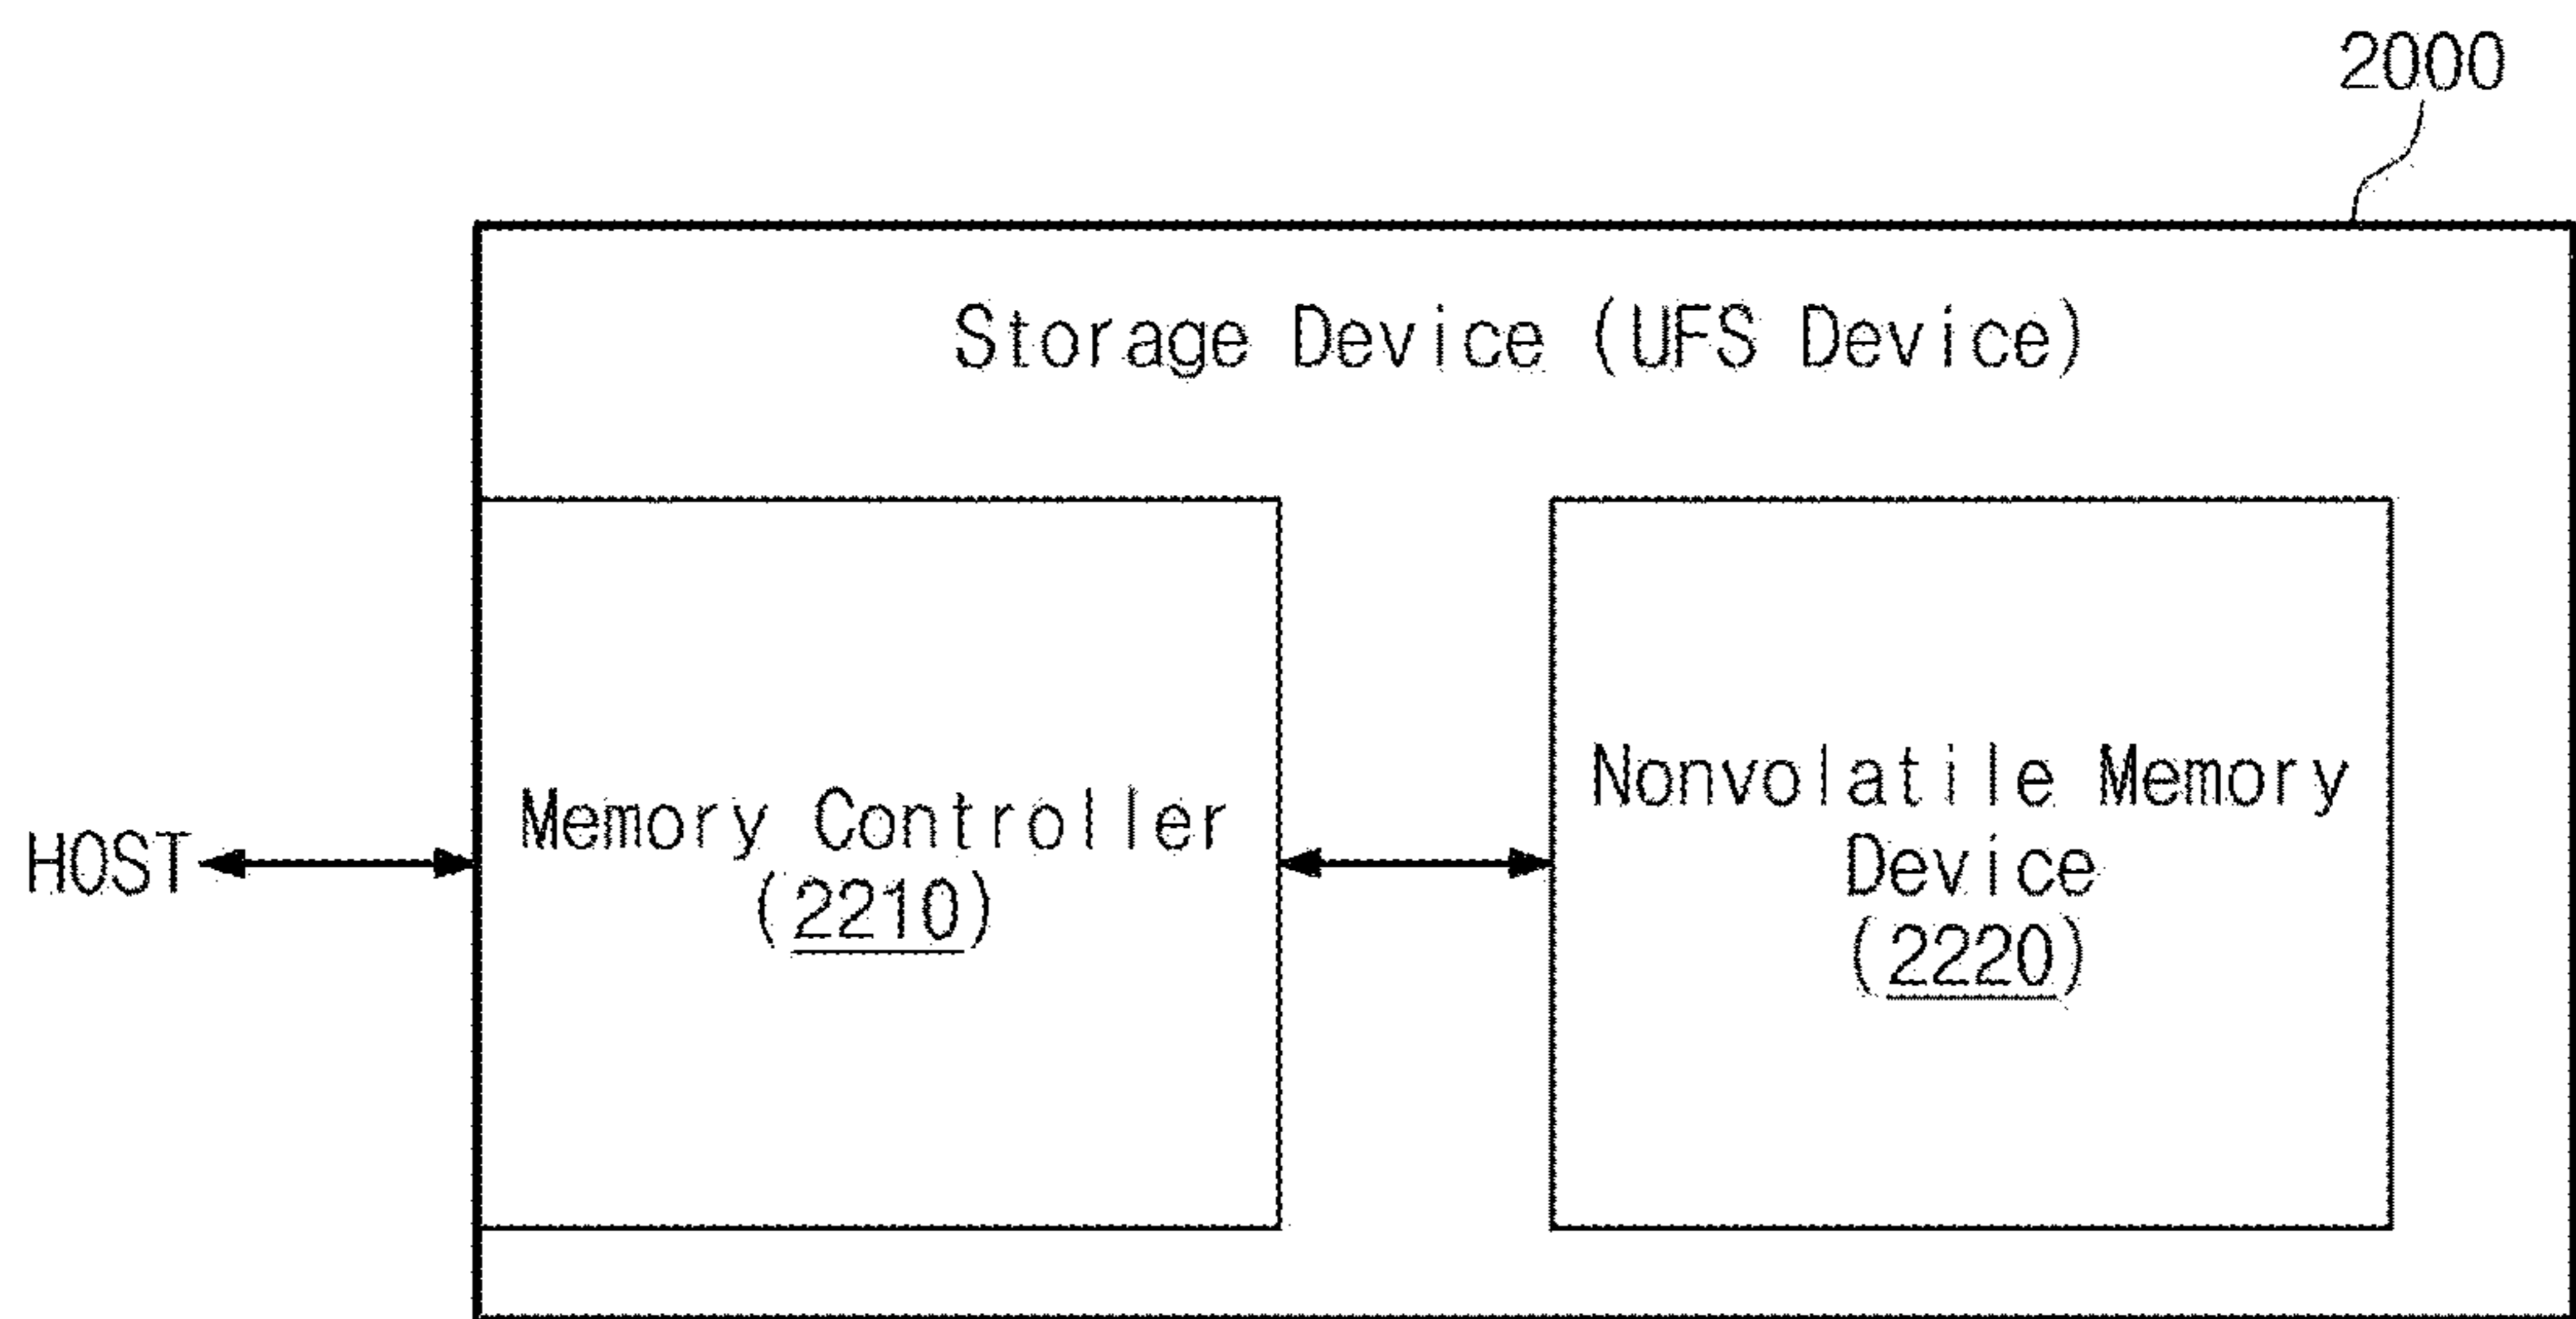 2000
Storage Device (UFS Device)
HOST
Memory Controller
(2210)
Nonvolatile Memory
Device
(2220)